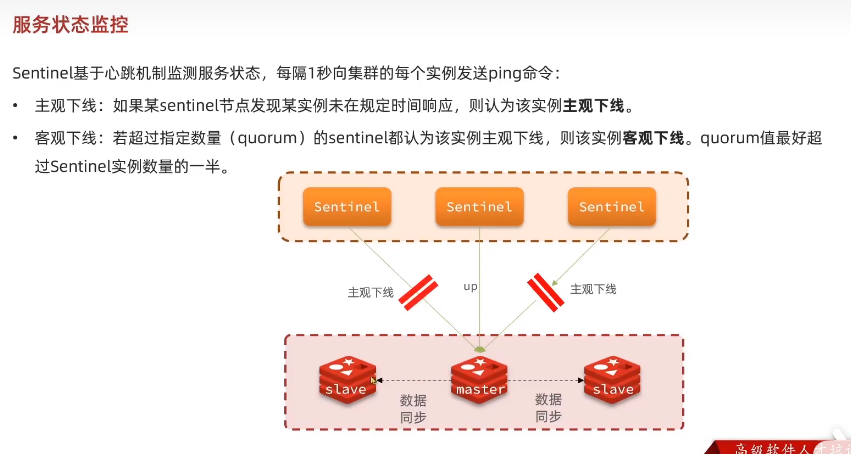 服务状态监控
Sentinel基于心跳机制监测服务状态，每隔1秒向集群的每个实例发送ping命令：
• 主观下线：如果某sentinel节点发现某实例未在规定时间响应，则认为该实例主观下线。
• 客观下线：若超过指定数量（quorum）的sentinel都认为该实例主观下线，则该实例客观下线。quorum值最好超
过Sentinel实例数量的一半。
Sentinel Sentinel Sentinel
主观下线 up 主观下线
slave 数据 master 数据 slave
同步 同步
高级软件人才培